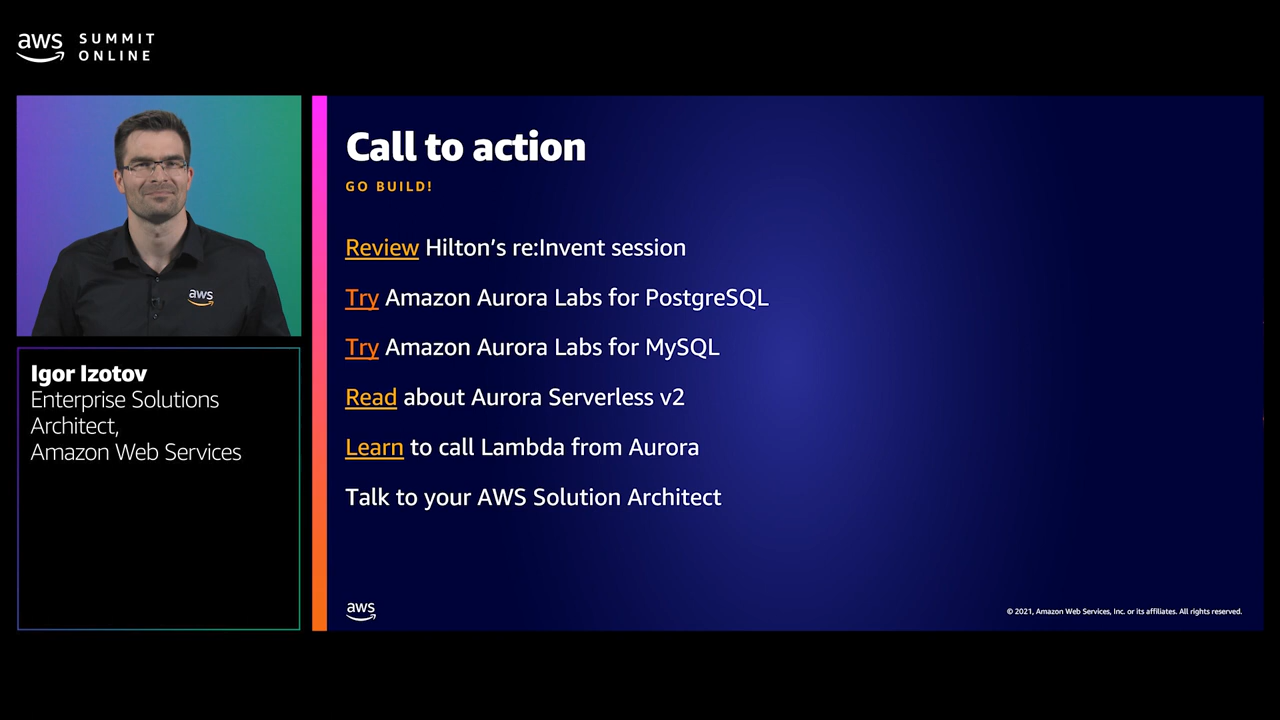 aws SUMMIT
ONLINE
aws
Igor Izotov
Enterprise Solutions
Architect,
Amazon Web Services
Call to action
GO BUILD!
Review Hilton's re:Invent session
Try Amazon Aurora Labs for PostgreSQL
Try Amazon Aurora Labs for MySQL
Read about Aurora Serverless v2
Learn to call Lambda from Aurora
Talk to your AWS Solution Architect
aws
© 2021, Amazon Web Services, Inc. or its affiliates. All rights reserved.